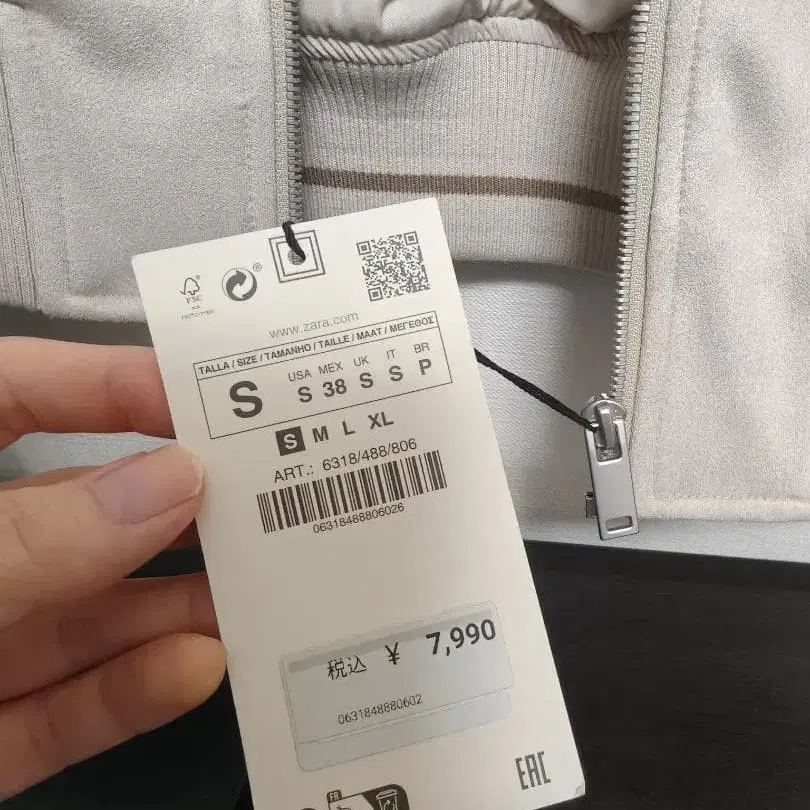 FSC
www.zara.com
TALLA / SIZE / TAMANHO / TAILLE / MAAT / ΜΕΓΕΘΟΣ
S
USA MEX UK IT BR
S 38 S S P
S M L XL
ART.: 6318/488/806
06318488806026
税込 ¥ 7,990
0631848880602
EAC
FR